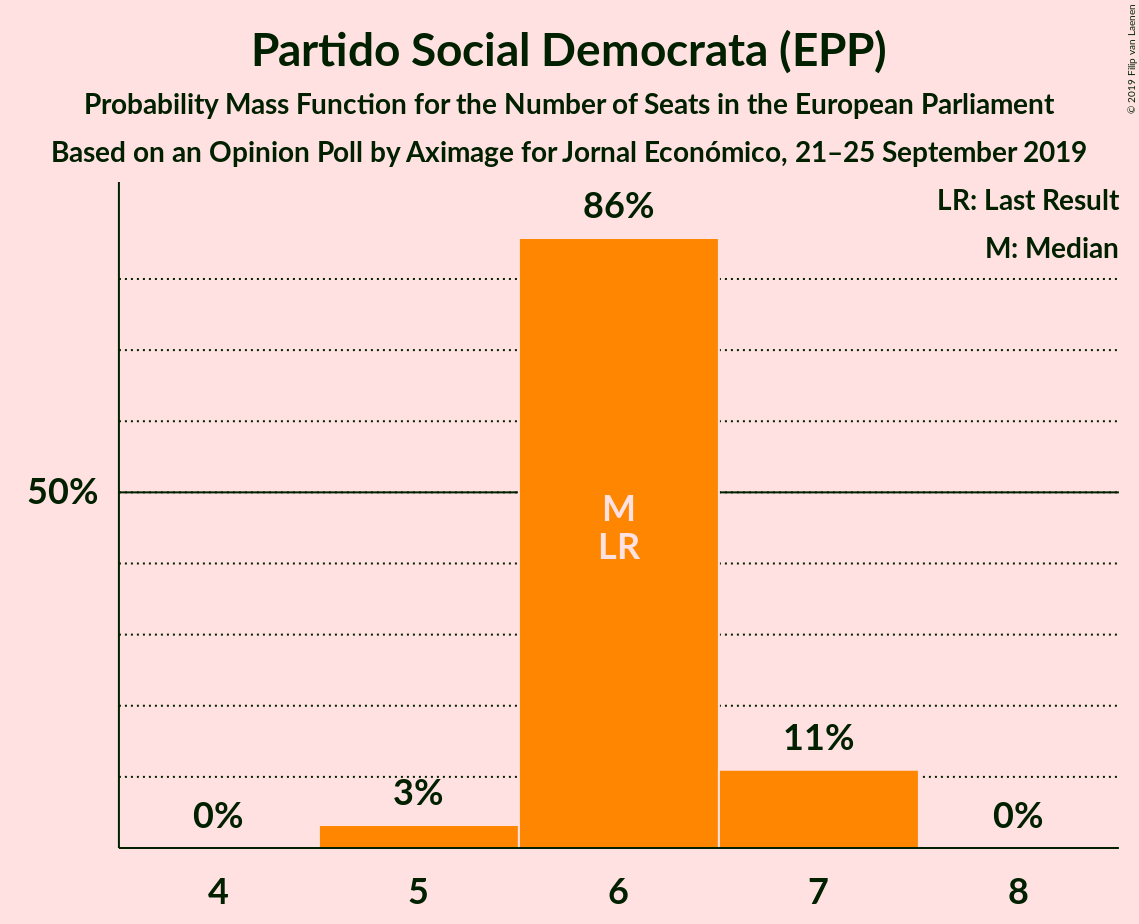 Partido Social Democrata (EPP)
Probability Mass Function for the Number of Seats in the European Parliament
Based on an Opinion Poll by Aximage for Jornal Económico, 21–25 September 2019
© 2019 Filip van Laenen
LR: Last Result
M: Median
86%
50%
M
LR
11%
3%
0%
0%
4
5
6
7
8